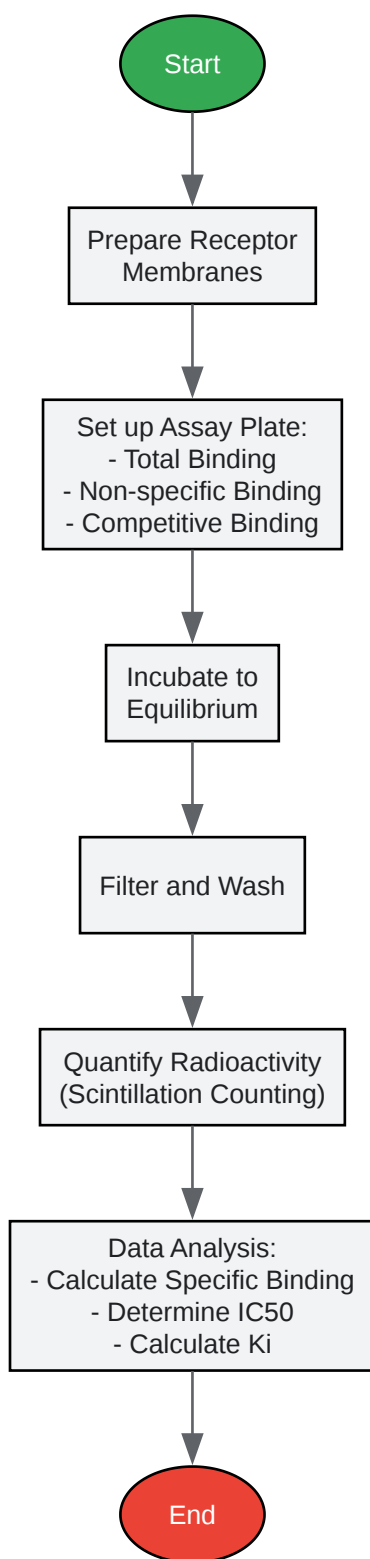 Start
Prepare Receptor
Membranes
Set up Assay Plate:
- Total Binding
- Non-specific Binding
- Competitive Binding
Incubate to
Equilibrium
Filter and Wash
Quantify Radioactivity
(Scintillation Counting)
Data Analysis:
- Calculate Specific Binding
- Determine IC50
- Calculate Ki
End